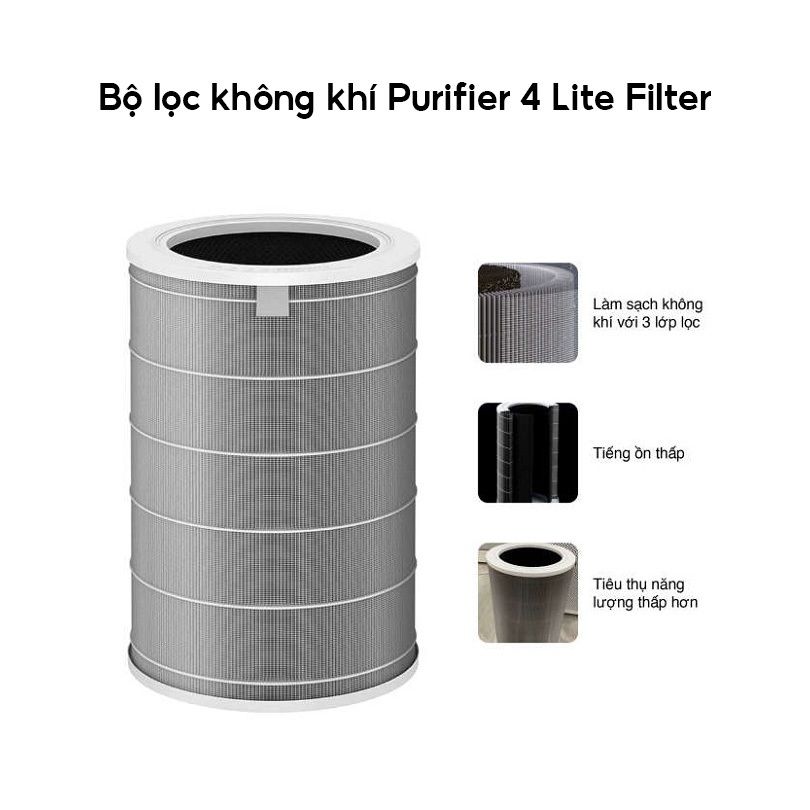 Bộ lọc không khí Purifier 4 Lite Filter
Làm sạch không
khí với 3 lớp lọc
Tiếng ồn thấp
Tiêu thụ năng
lượng thấp hơn